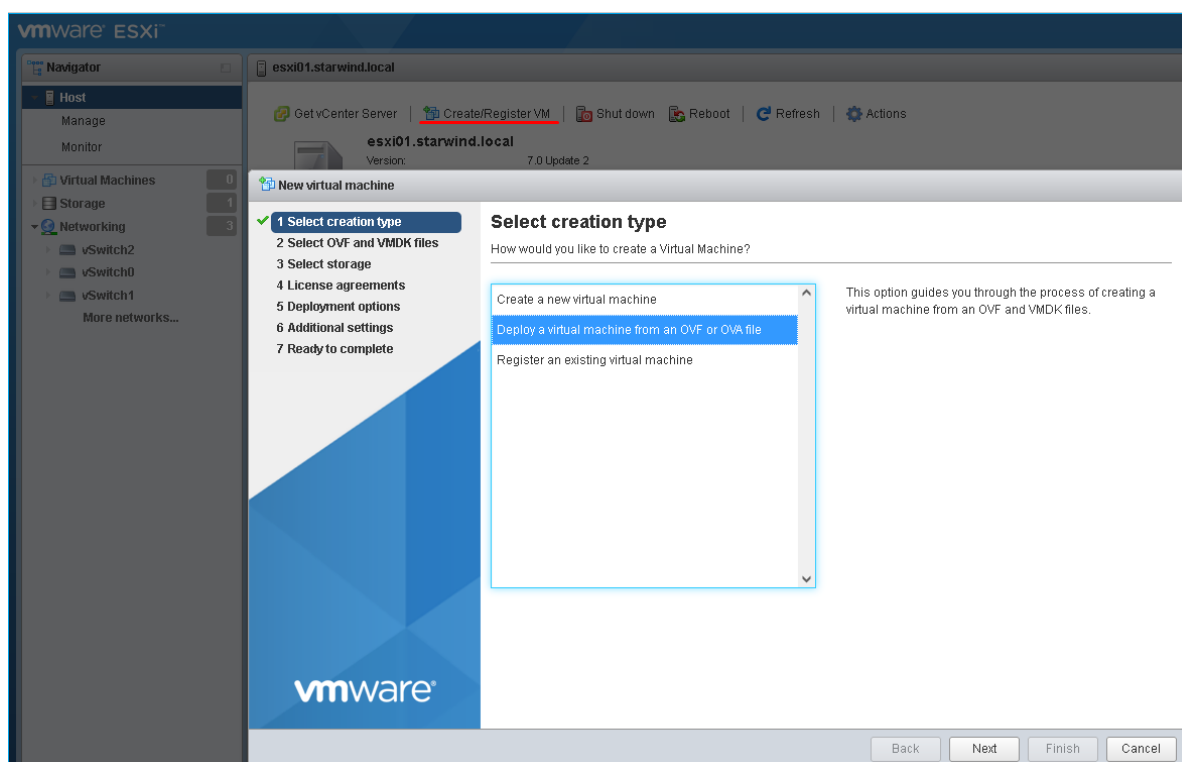 vmware® ESXi™
Navigator
esxi01.starwind.local
Host
Manage
Monitor
Virtual Machines 0
Storage 1
Networking 3
vSwitch2
vSwitch0
vSwitch1
More networks...
Get vCenter Server | Create/Register VM | Shut down Reboot | Refresh | Actions
esxi01.starwind.local
Version: 7.0 Update 2
New virtual machine
1 Select creation type
2 Select OVF and VMDK files
3 Select storage
4 License agreements
5 Deployment options
6 Additional settings
7 Ready to complete
Select creation type
How would you like to create a Virtual Machine?
Create a new virtual machine
Deploy a virtual machine from an OVF or OVA file
Register an existing virtual machine
This option guides you through the process of creating a
virtual machine from an OVF and VMDK files.
vmware®
Back Next Finish Cancel